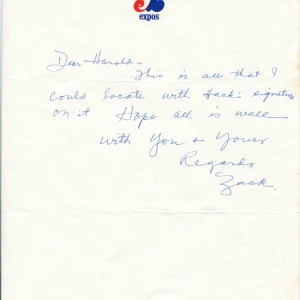 expos
Dear Harold-
This is all that I
could locate with Hack's signature
on it Hope all is well
with You & Yours
Regards
Zack.